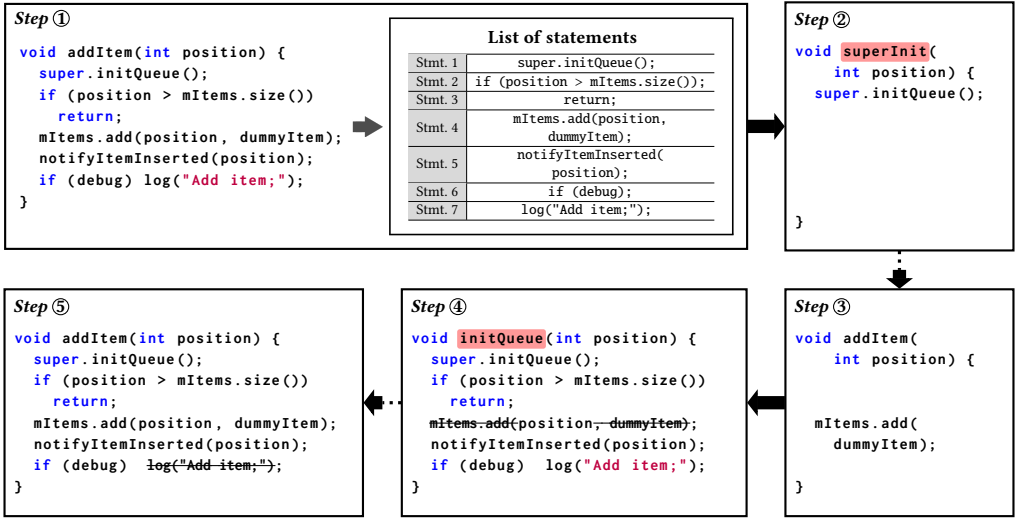 Step ①
void addItem(int position) {
super.initQueue();
if (position > mItems.size())
return;
mItems.add(position, dummyItem);
notifyItemInserted(position);
if (debug) log("Add item;");
}
List of statements
Stmt. 1 super.initQueue();
Stmt. 2 if (position > mItems.size());
Stmt. 3 return;
Stmt. 4 mItems.add(position,
dummyItem);
Stmt. 5 notifyItemInserted(
position);
Stmt. 6 if (debug);
Stmt. 7 log("Add item;");
Step ②
void superInit(
int position) {
super.initQueue();
}
Step ③
void addItem(
int position) {
mItems.add(
dummyItem);
}
Step ④
void initQueue(int position) {
super.initQueue();
if (position > mItems.size())
return;
mItems.add(position, dummyItem);
notifyItemInserted(position);
if (debug) log("Add item;");
}
Step ⑤
void addItem(int position) {
super.initQueue();
if (position > mItems.size())
return;
mItems.add(position, dummyItem);
notifyItemInserted(position);
if (debug) log("Add item;");
}